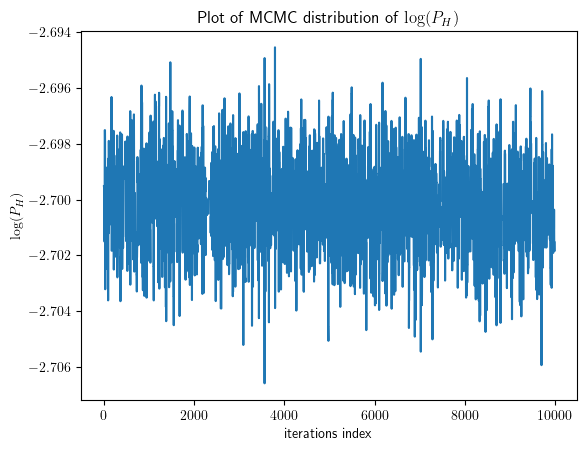 Plot of MCMC distribution of log(P_H)
−2.694
−2.696
−2.698
−2.700
−2.702
−2.704
−2.706
log(P_H)
0 2000 4000 6000 8000 10000
iterations index